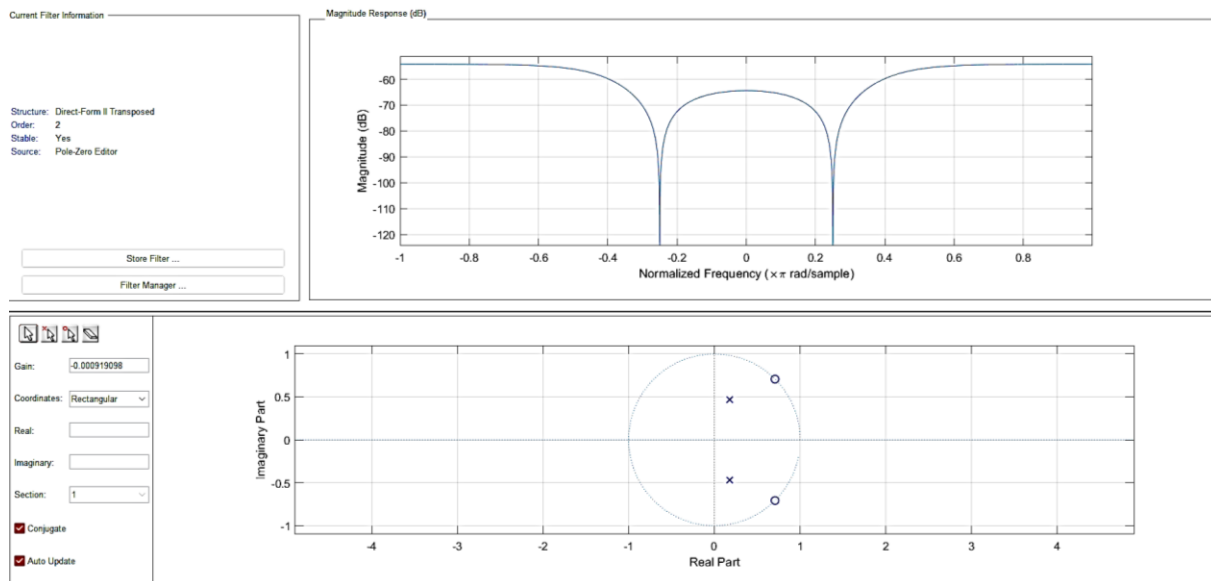 Current Filter Information
Structure: Direct-Form II Transposed
Order: 2
Stable: Yes
Source: Pole-Zero Editor
Store Filter ...
Filter Manager ...
Magnitude Response (dB)
Magnitude (dB)
-60
-70
-80
-90
-100
-110
-120
-1 -0.8 -0.6 -0.4 -0.2 0 0.2 0.4 0.6 0.8
Normalized Frequency (×π rad/sample)
Gain: -0.000919098
Coordinates: Rectangular
Real:
Imaginary:
Section: 1
Conjugate
Auto Update
Imaginary Part
1
0.5
0
-0.5
-1
-4 -3 -2 -1 0 1 2 3 4
Real Part